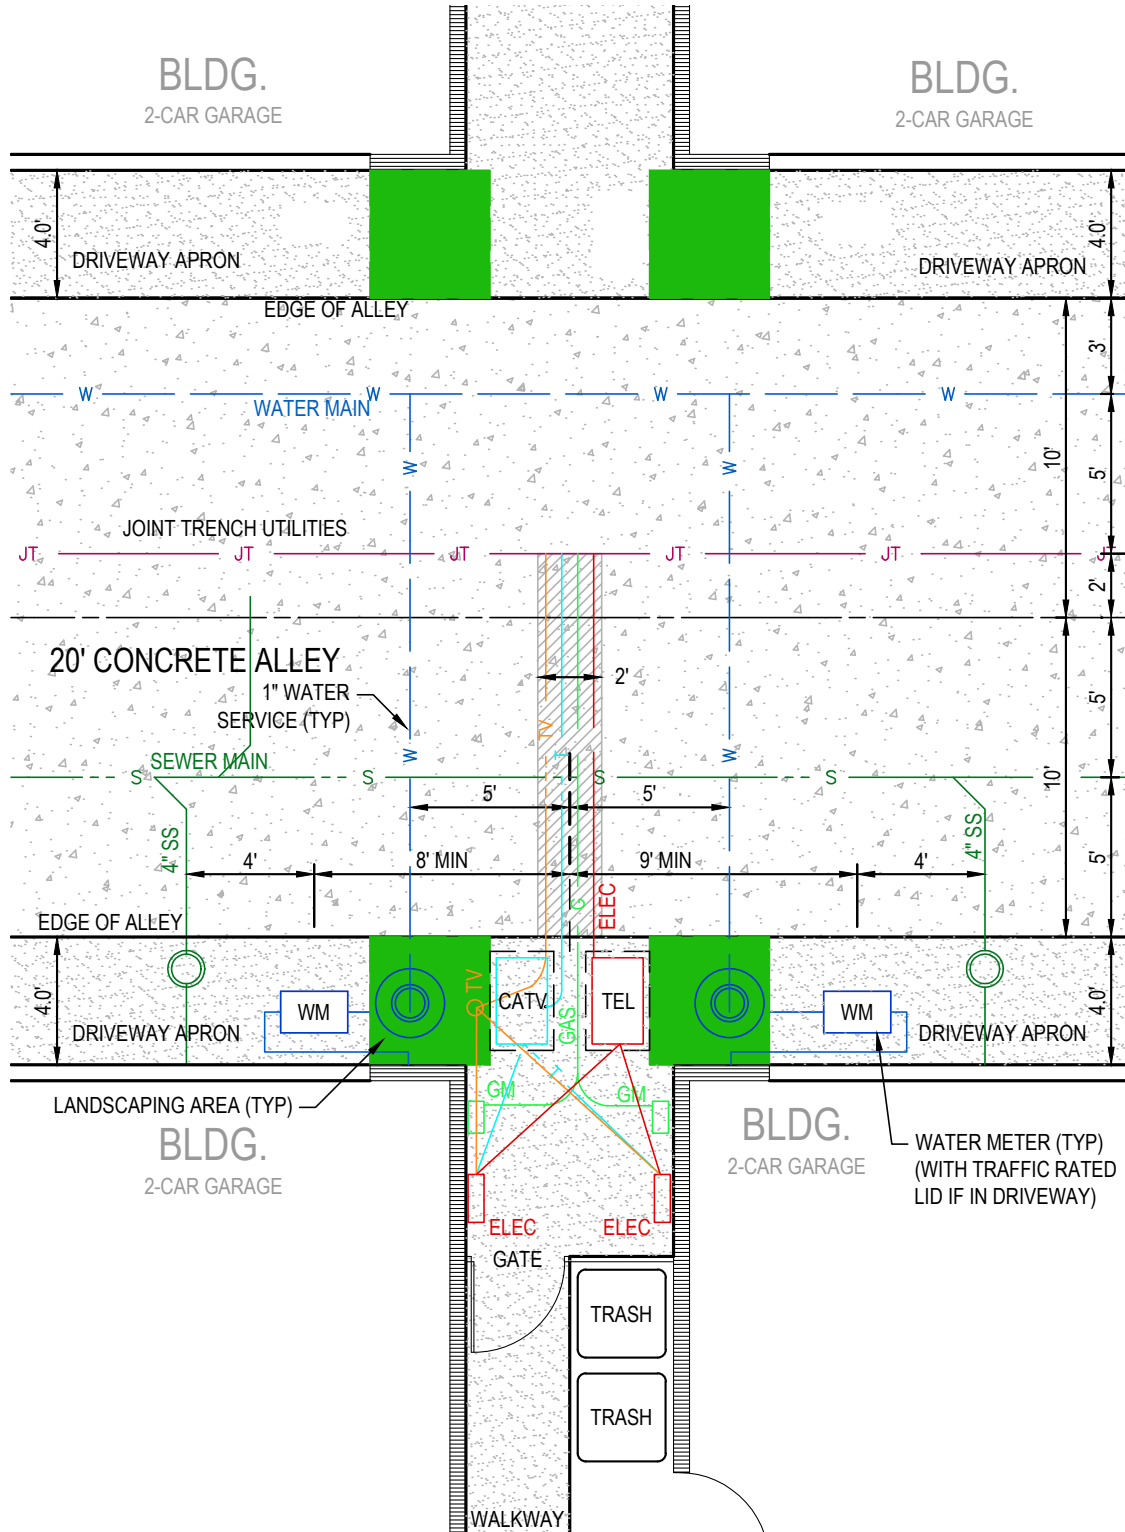 BLDG.
2-CAR GARAGE
BLDG.
2-CAR GARAGE
4.0'
DRIVEWAY APRON
4.0'
DRIVEWAY APRON
EDGE OF ALLEY
3'
W
W
W
W
WATER MAIN
W
W
10'
5'
JOINT TRENCH UTILITIES
JT
JT
JT
JT
JT
JT
2'
20' CONCRETE ALLEY
1" WATER
SERVICE (TYP)
2'
5'
TV
T
W
W
SEWER MAIN
S
S
S
S
10'
5'
5'
4" SS
4'
8' MIN
9' MIN
4'
4" SS
5'
G
ELEC
EDGE OF ALLEY
4.0'
TV
CATV
TEL
WM
WM
GAS
4.0'
DRIVEWAY APRON
DRIVEWAY APRON
T
GM
GM
LANDSCAPING AREA (TYP)
BLDG.
2-CAR GARAGE
BLDG.
2-CAR GARAGE
WATER METER (TYP)
(WITH TRAFFIC RATED
LID IF IN DRIVEWAY)
ELEC
ELEC
GATE
TRASH
TRASH
WALKWAY